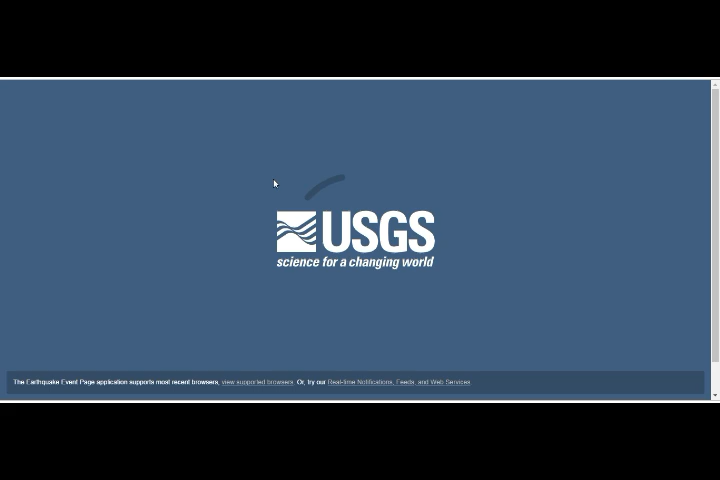 USGS
science for a changing world
The Earthquake Event Page application supports most recent browsers, view supported browsers. Or, try our Real-time Notifications, Feeds, and Web Services.